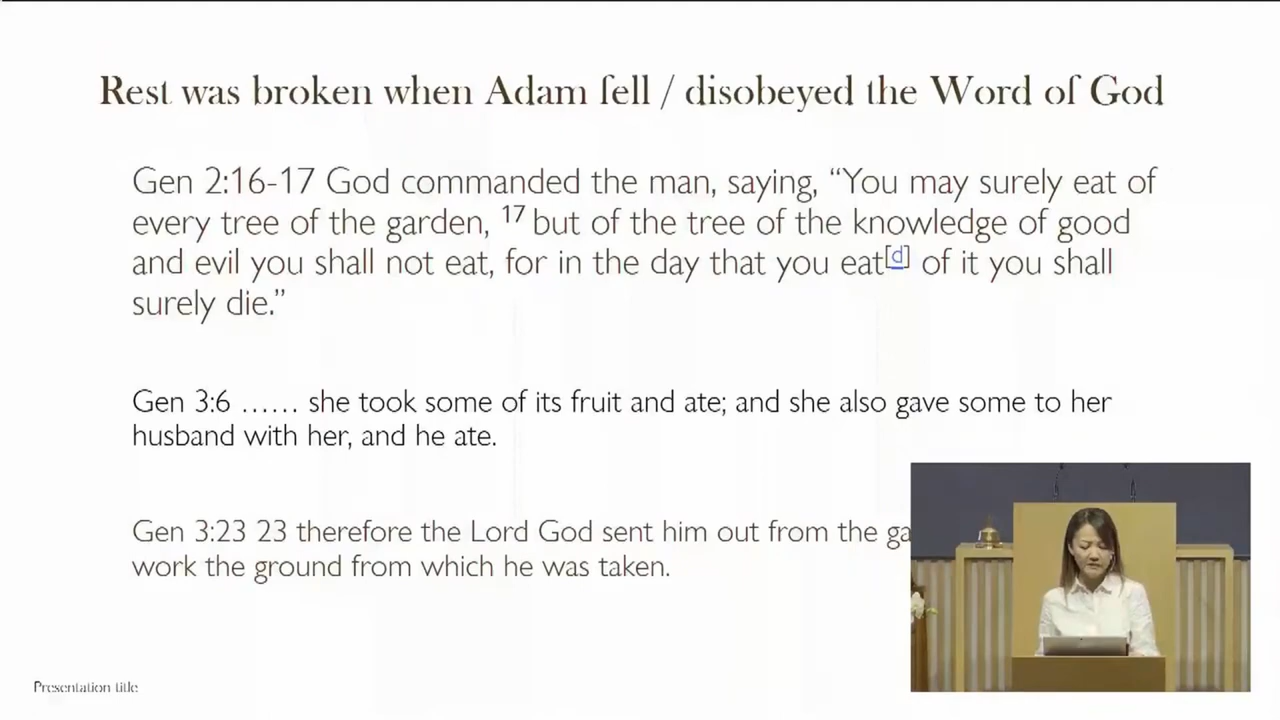 Rest was broken when Adam fell / disobeyed the Word of God
Gen 2:16-17 God commanded the man, saying, “You may surely eat of
every tree of the garden, 17 but of the tree of the knowledge of good
and evil you shall not eat, for in the day that you eat[d] of it you shall
surely die.”
Gen 3:6 …… she took some of its fruit and ate; and she also gave some to her
husband with her, and he ate.
Gen 3:23 23 therefore the Lord God sent him out from the
work the ground from which he was taken.
Presentation title